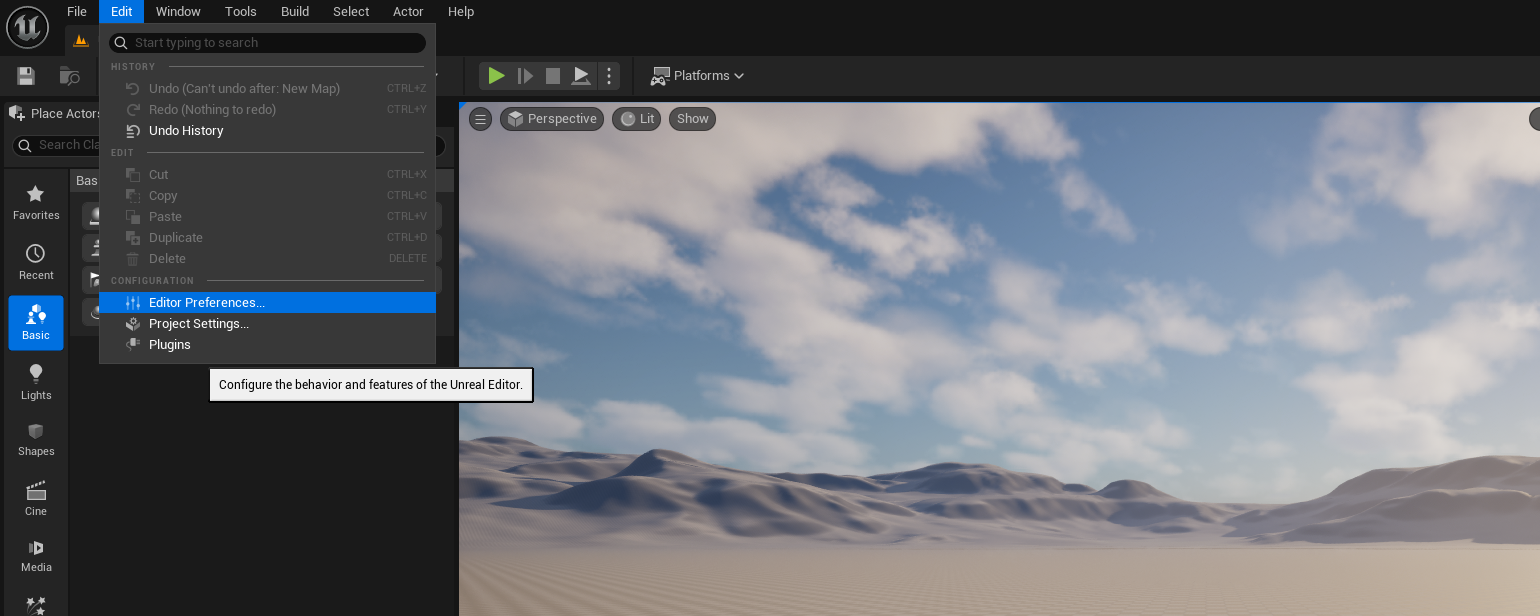 File Edit Window Tools Build Select Actor Help
Start typing to search
HISTORY
Undo (Can't undo after: New Map) CTRL+Z
Redo (Nothing to redo) CTRL+Y
Undo History
EDIT
Cut CTRL+X
Copy CTRL+C
Paste CTRL+V
Duplicate CTRL+D
Delete DELETE
CONFIGURATION
Editor Preferences...
Project Settings...
Plugins
Configure the behavior and features of the Unreal Editor.
Platforms
Place Actors
Search Cla
Bas
Favorites
Recent
Basic
Lights
Shapes
Cine
Media
Perspective Lit Show